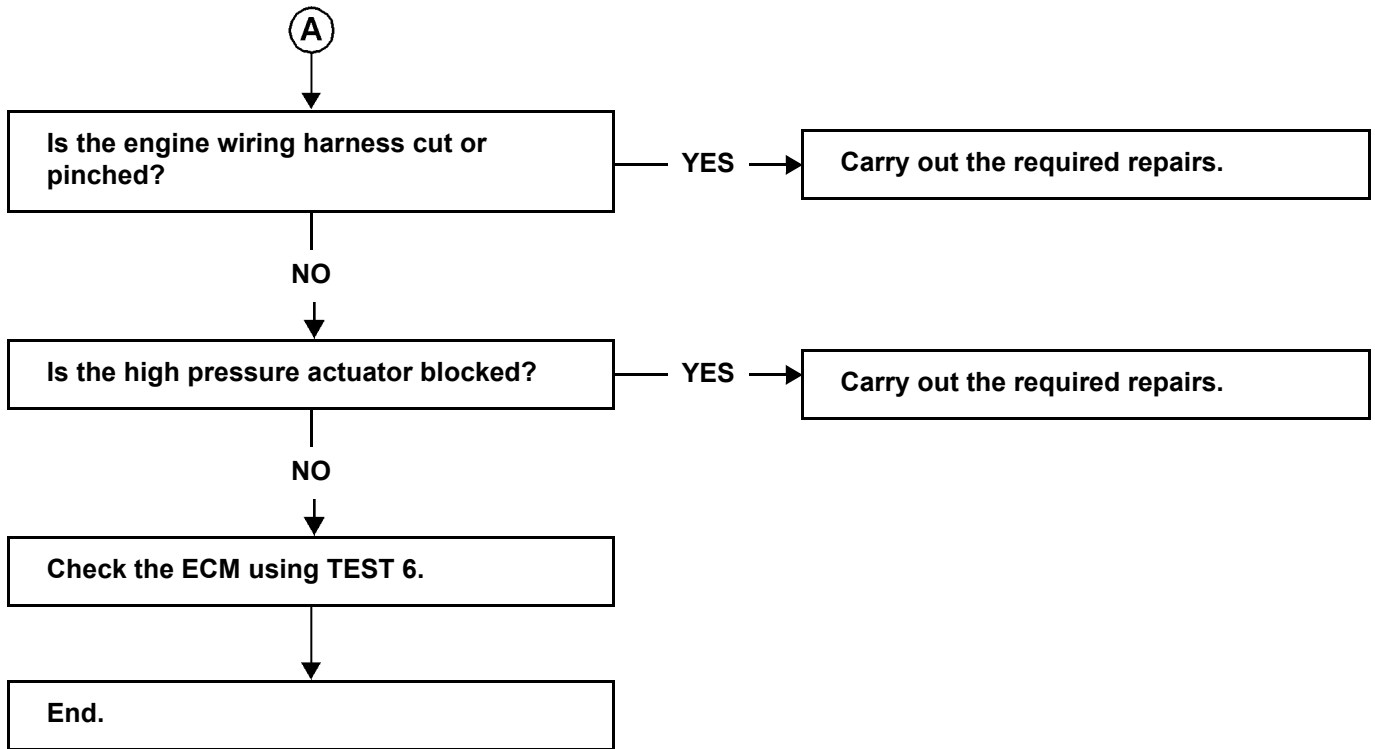 A
Is the engine wiring harness cut or
pinched?
YES
Carry out the required repairs.
NO
Is the high pressure actuator blocked?
YES
Carry out the required repairs.
NO
Check the ECM using TEST 6.
End.